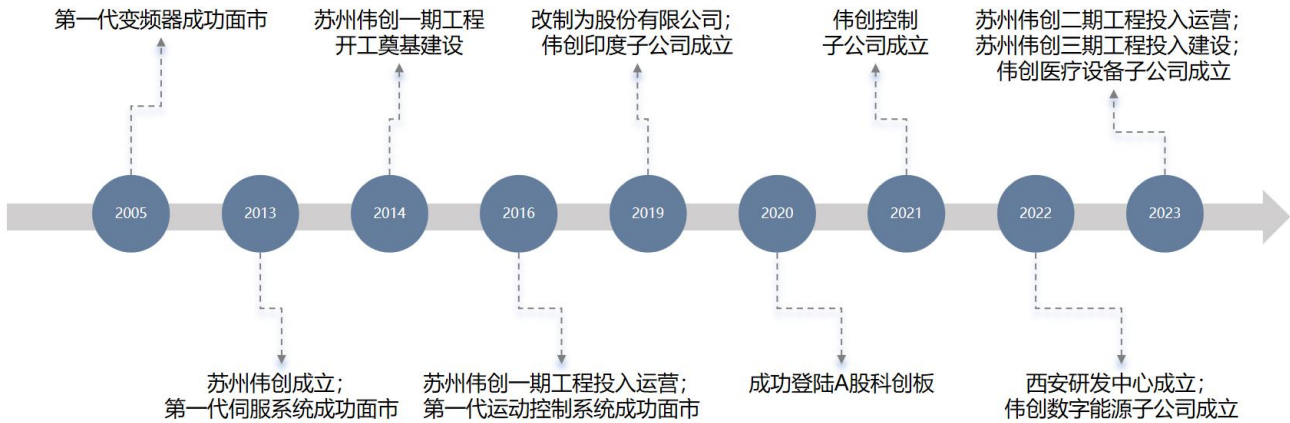 第一代变频器成功面市
苏州伟创一期工程
开工奠基建设
改制为股份有限公司；
伟创印度子公司成立
伟创控制
子公司成立
苏州伟创二期工程投入运营；
苏州伟创三期工程投入建设；
伟创医疗设备子公司成立
2005
2013
2014
2016
2019
2020
2021
2022
2023
苏州伟创成立；
第一代伺服系统成功面市
苏州伟创一期工程投入运营；
第一代运动控制系统成功面市
成功登陆A股科创板
西安研发中心成立；
伟创数字能源子公司成立